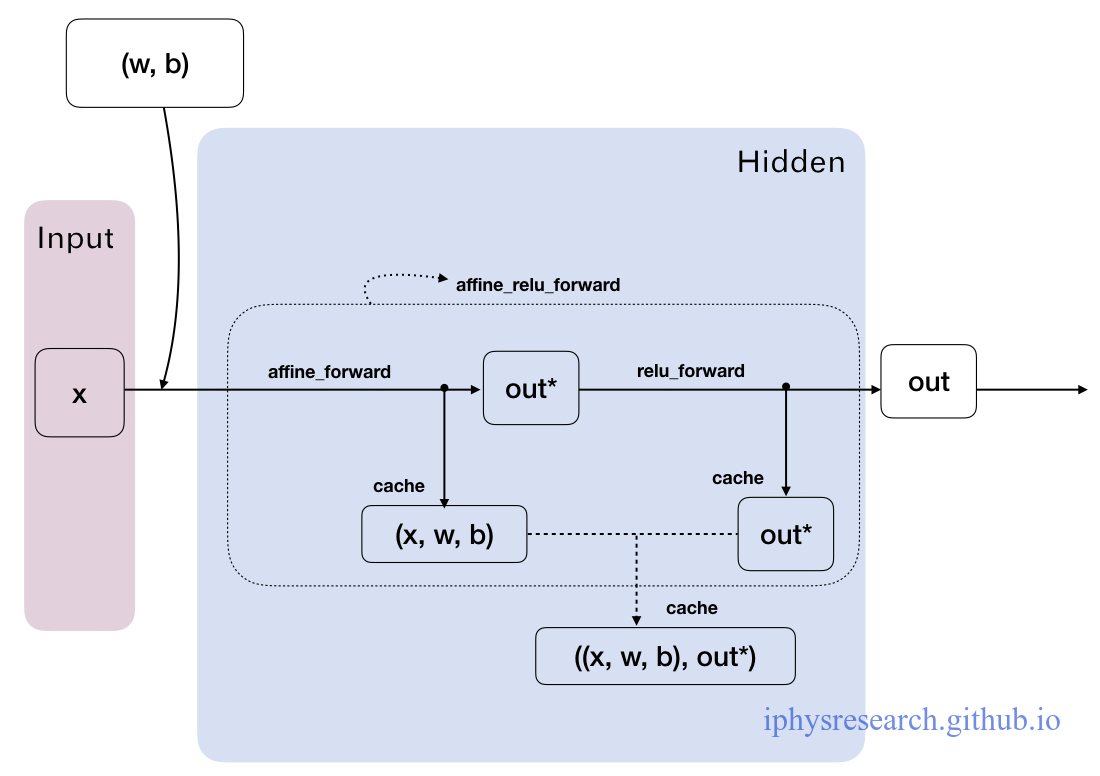 (w, b)
Hidden
Input
affine_relu_forward
affine_forward
relu_forward
x
out*
out
cache
cache
(x, w, b)
out*
cache
((x, w, b), out*)
iphysresearch.github.io